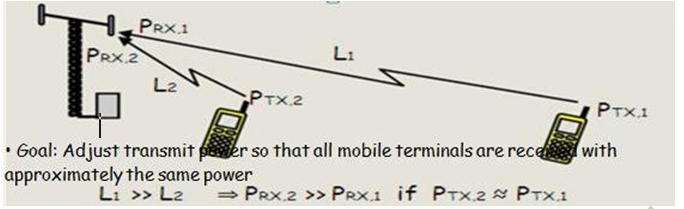 PRX,1
L1
PRX,2
L2
PTX,2
PTX,1
• Goal: Adjust transmit power so that all mobile terminals are received with
approximately the same power
L1 >> L2 ⇒ PRX,2 >> PRX,1 if PTX,2 ≈ PTX,1